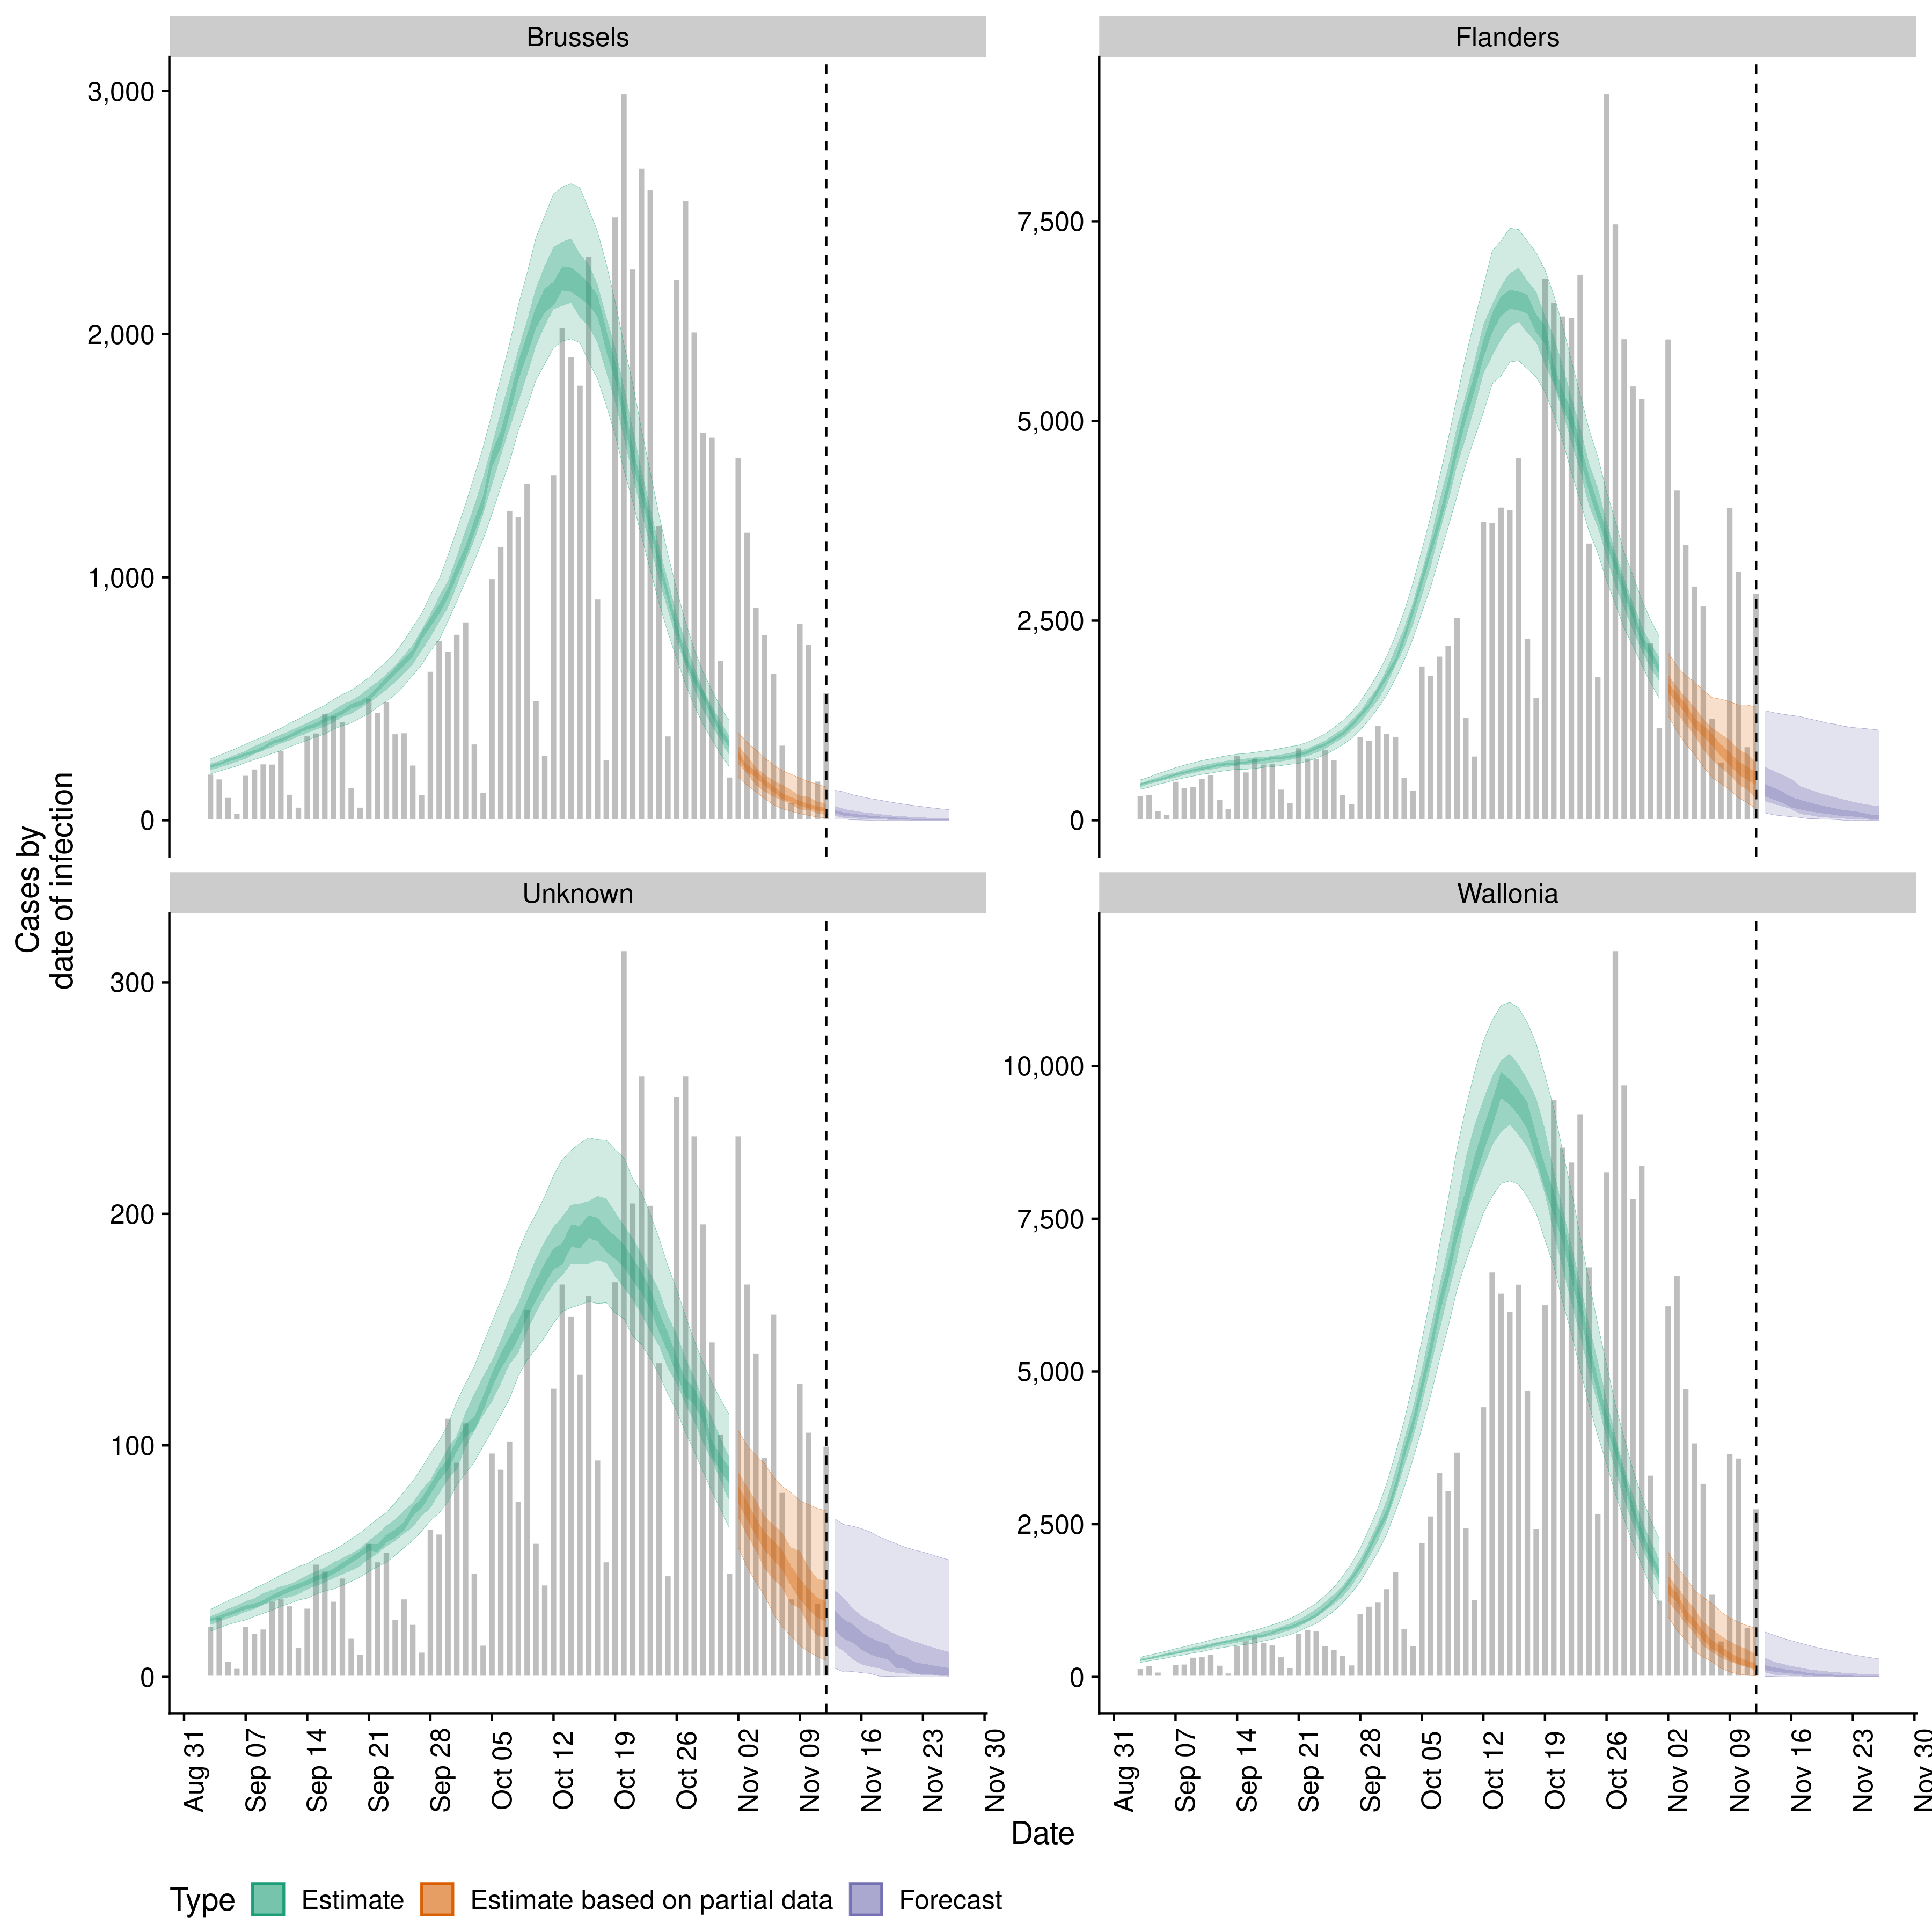 Brussels
Flanders
3,000
2,000
1,000
0
7,500
5,000
2,500
0
Cases by
date of infection
Unknown
Wallonia
300
200
100
0
10,000
7,500
5,000
2,500
0
Aug 31
Sep 07
Sep 14
Sep 21
Sep 28
Oct 05
Oct 12
Oct 19
Oct 26
Nov 02
Nov 09
Nov 16
Nov 23
Nov 30
Aug 31
Sep 07
Sep 14
Sep 21
Sep 28
Oct 05
Oct 12
Oct 19
Oct 26
Nov 02
Nov 09
Nov 16
Nov 23
Nov 30
Date
Type Estimate Estimate based on partial data Forecast